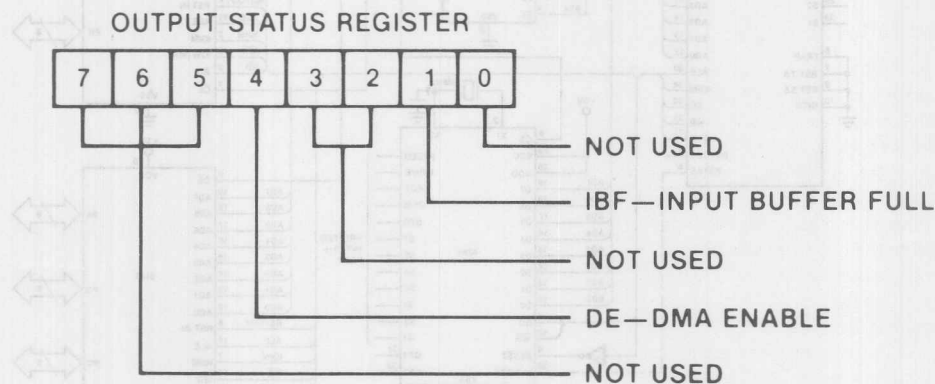 OUTPUT STATUS REGISTER
7 6 5 4 3 2 1 0
NOT USED
IBF—INPUT BUFFER FULL
NOT USED
DE—DMA ENABLE
NOT USED